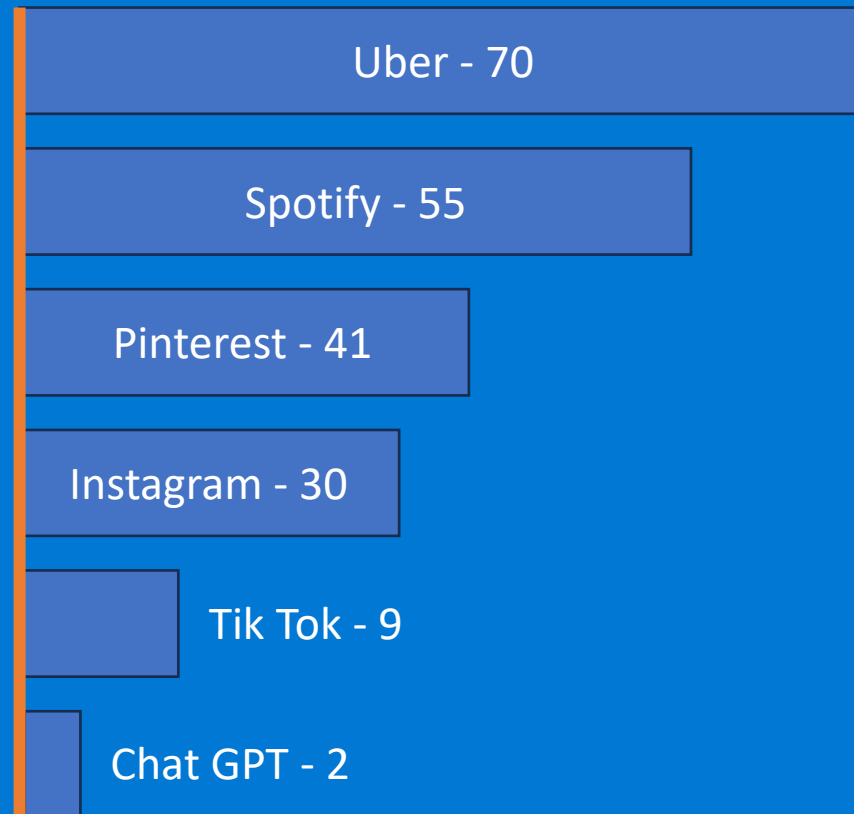 Uber - 70
Spotify - 55
Pinterest - 41
Instagram - 30
Tik Tok - 9
Chat GPT - 2